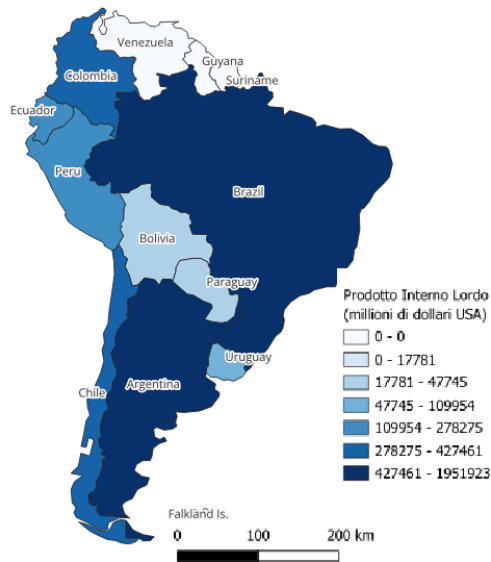 Venezuela
Guyana
Suriname
Colombia
Ecuador
Peru
Brazil
Bolivia
Paraguay
Uruguay
Argentina
Chile
Falkland Is.
Prodotto Interno Lordo
(millioni di dollari USA)
0 - 0
0 - 17781
17781 - 47745
47745 - 109954
109954 - 278275
278275 - 427461
427461 - 1951923
0 100 200 km